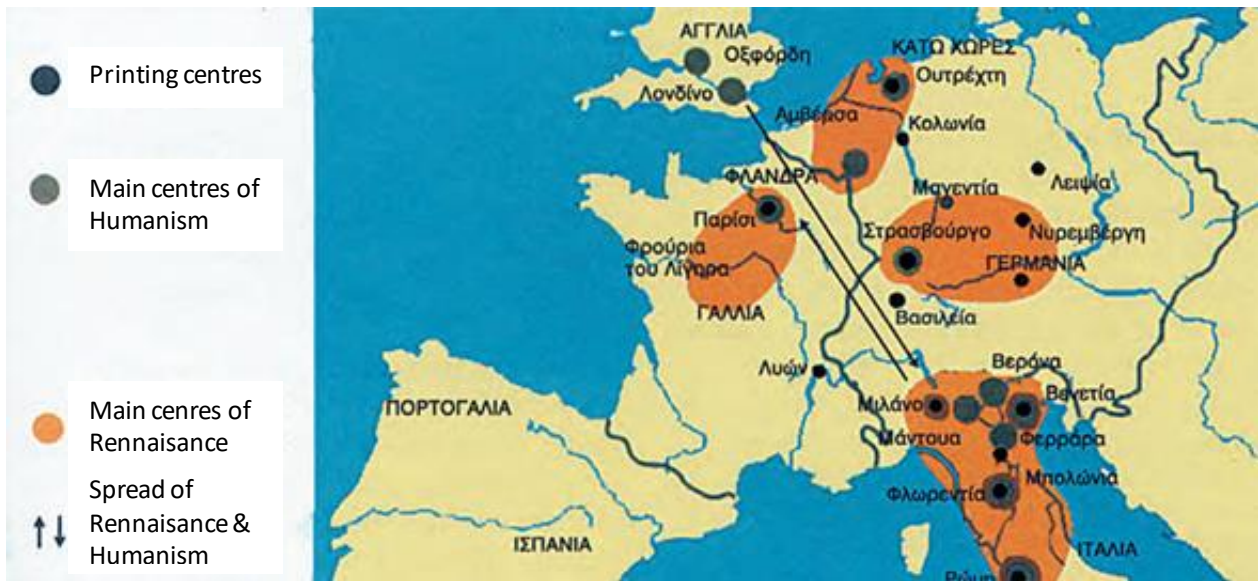 Printing centres
Main centres of
Humanism
Main cenres of
Rennaisance
Spread of
Rennaisance &
Humanism
ΑΓΓΛΙΑ
Οξφόρδη
Λονδίνο
ΚΑΤΩ ΧΩΡΕΣ
Ουτρέχτη
Αμβέρσα
Κολωνία
ΦΛΑΝΔΡΑ
Μαγεντία
Λειψία
Παρίσι
Στρασβούργο
Νυρεμβέργη
Φρούρια
του Λίγορα
ΓΕΡΜΑΝΙΑ
ΓΑΛΛΙΑ
Βασιλεία
Λυών
Βερόνα
ΠΟΡΤΟΓΑΛΙΑ
Μιλάνο
Βενετία
Μάντουα
Φερράρα
Μπολώνια
Φλωρεντία
ΙΣΠΑΝΙΑ
ΙΤΑΛΙΑ
Ρώμη